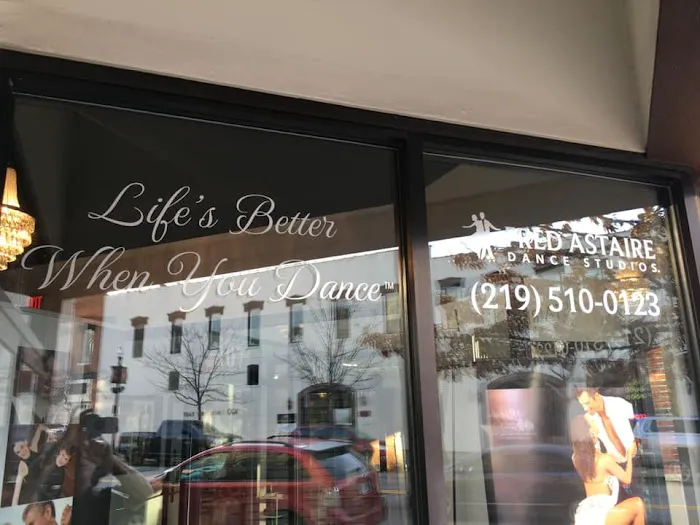 Life's Better
When You Dance™
FRED ASTAIRE
DANCE STUDIOS.
(219) 510-0123